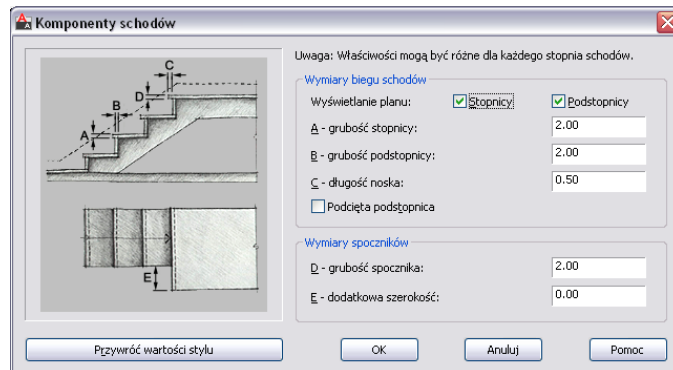 Komponenty schodów
C
D
B
A
E
Uwaga: Właściwości mogą być różne dla każdego stopnia schodów.
Wymiary biegu schodów
Wyświetlanie planu: Stopnicy Podstopnicy
A - grubość stopnicy: 2.00
B - grubość podstopnicy: 2.00
C - długość noska: 0.50
Podcięta podstopnica
Wymiary spoczników
D - grubość spocznika: 2.00
E - dodatkowa szerokość: 0.00
Przywróć wartości stylu OK Anuluj Pomoc